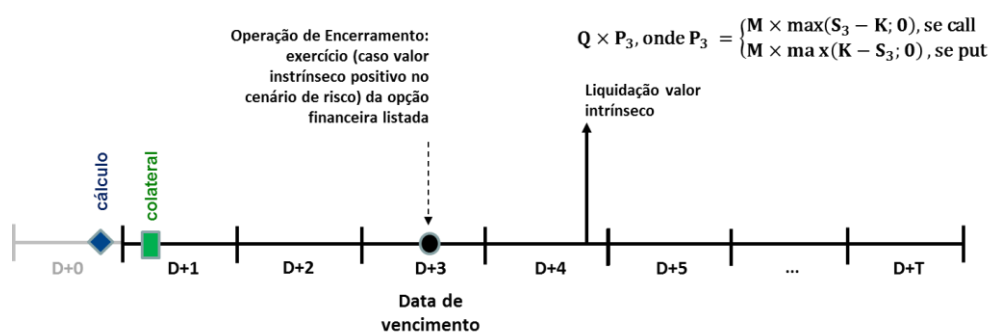 Operação de Encerramento:
exercício (caso valor
instrínseco positivo no
cenário de risco) da opção
financeira listada
Q × P₃, onde P₃ = {M × max(S₃ − K; 0), se call
M × ma x(K − S₃; 0) , se put
Liquidação valor
intrínseco
cálculo
colateral
D+0 D+1 D+2 D+3 D+4 D+5 ... D+T
Data de
vencimento